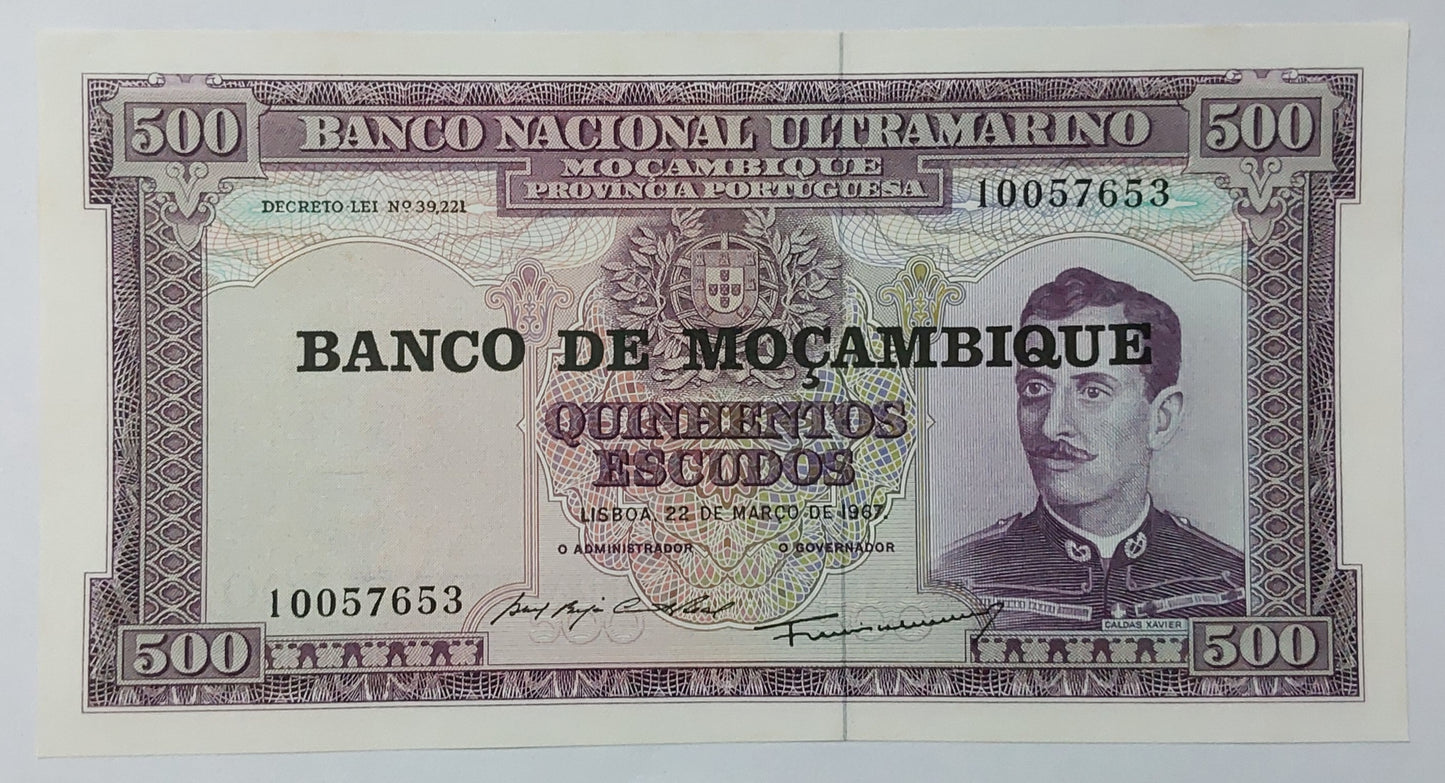 500 BANCO NACIONAL ULTRAMARINO 500
MOÇAMBIQUE
PROVINCIA PORTUGUESA
DECRETO-LEI Nº 39,221
10057653
BANCO DE MOÇAMBIQUE
QUINHENTOS
ESCUDOS
LISBOA, 22 DE MARÇO DE 1967.
O ADMINISTRADOR O GOVERNADOR
10057653
CALDAS XAVIER
500 500